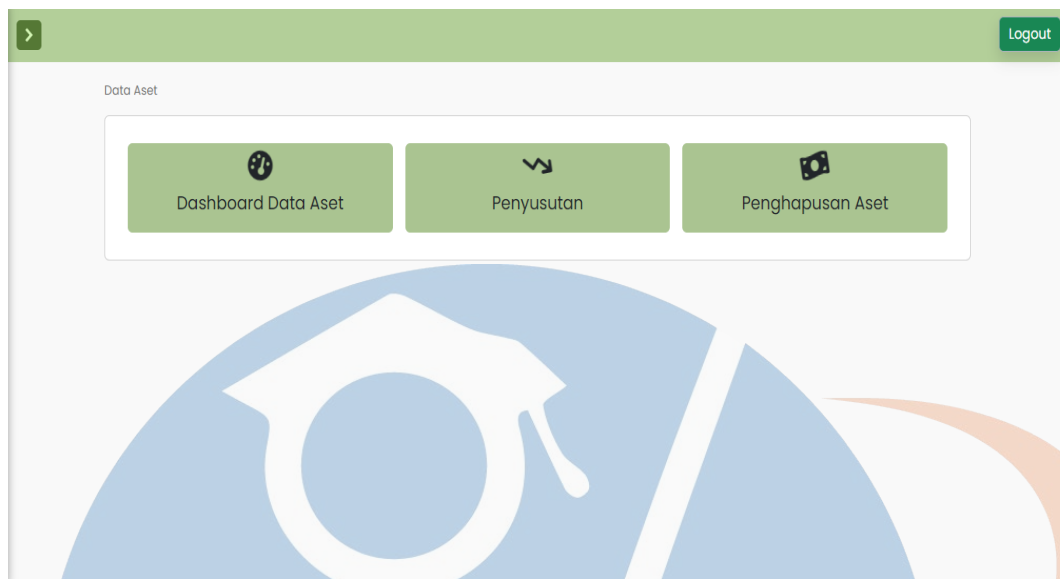 Logout
Data Aset
Dashboard Data Aset
Penyusutan
Penghapusan Aset